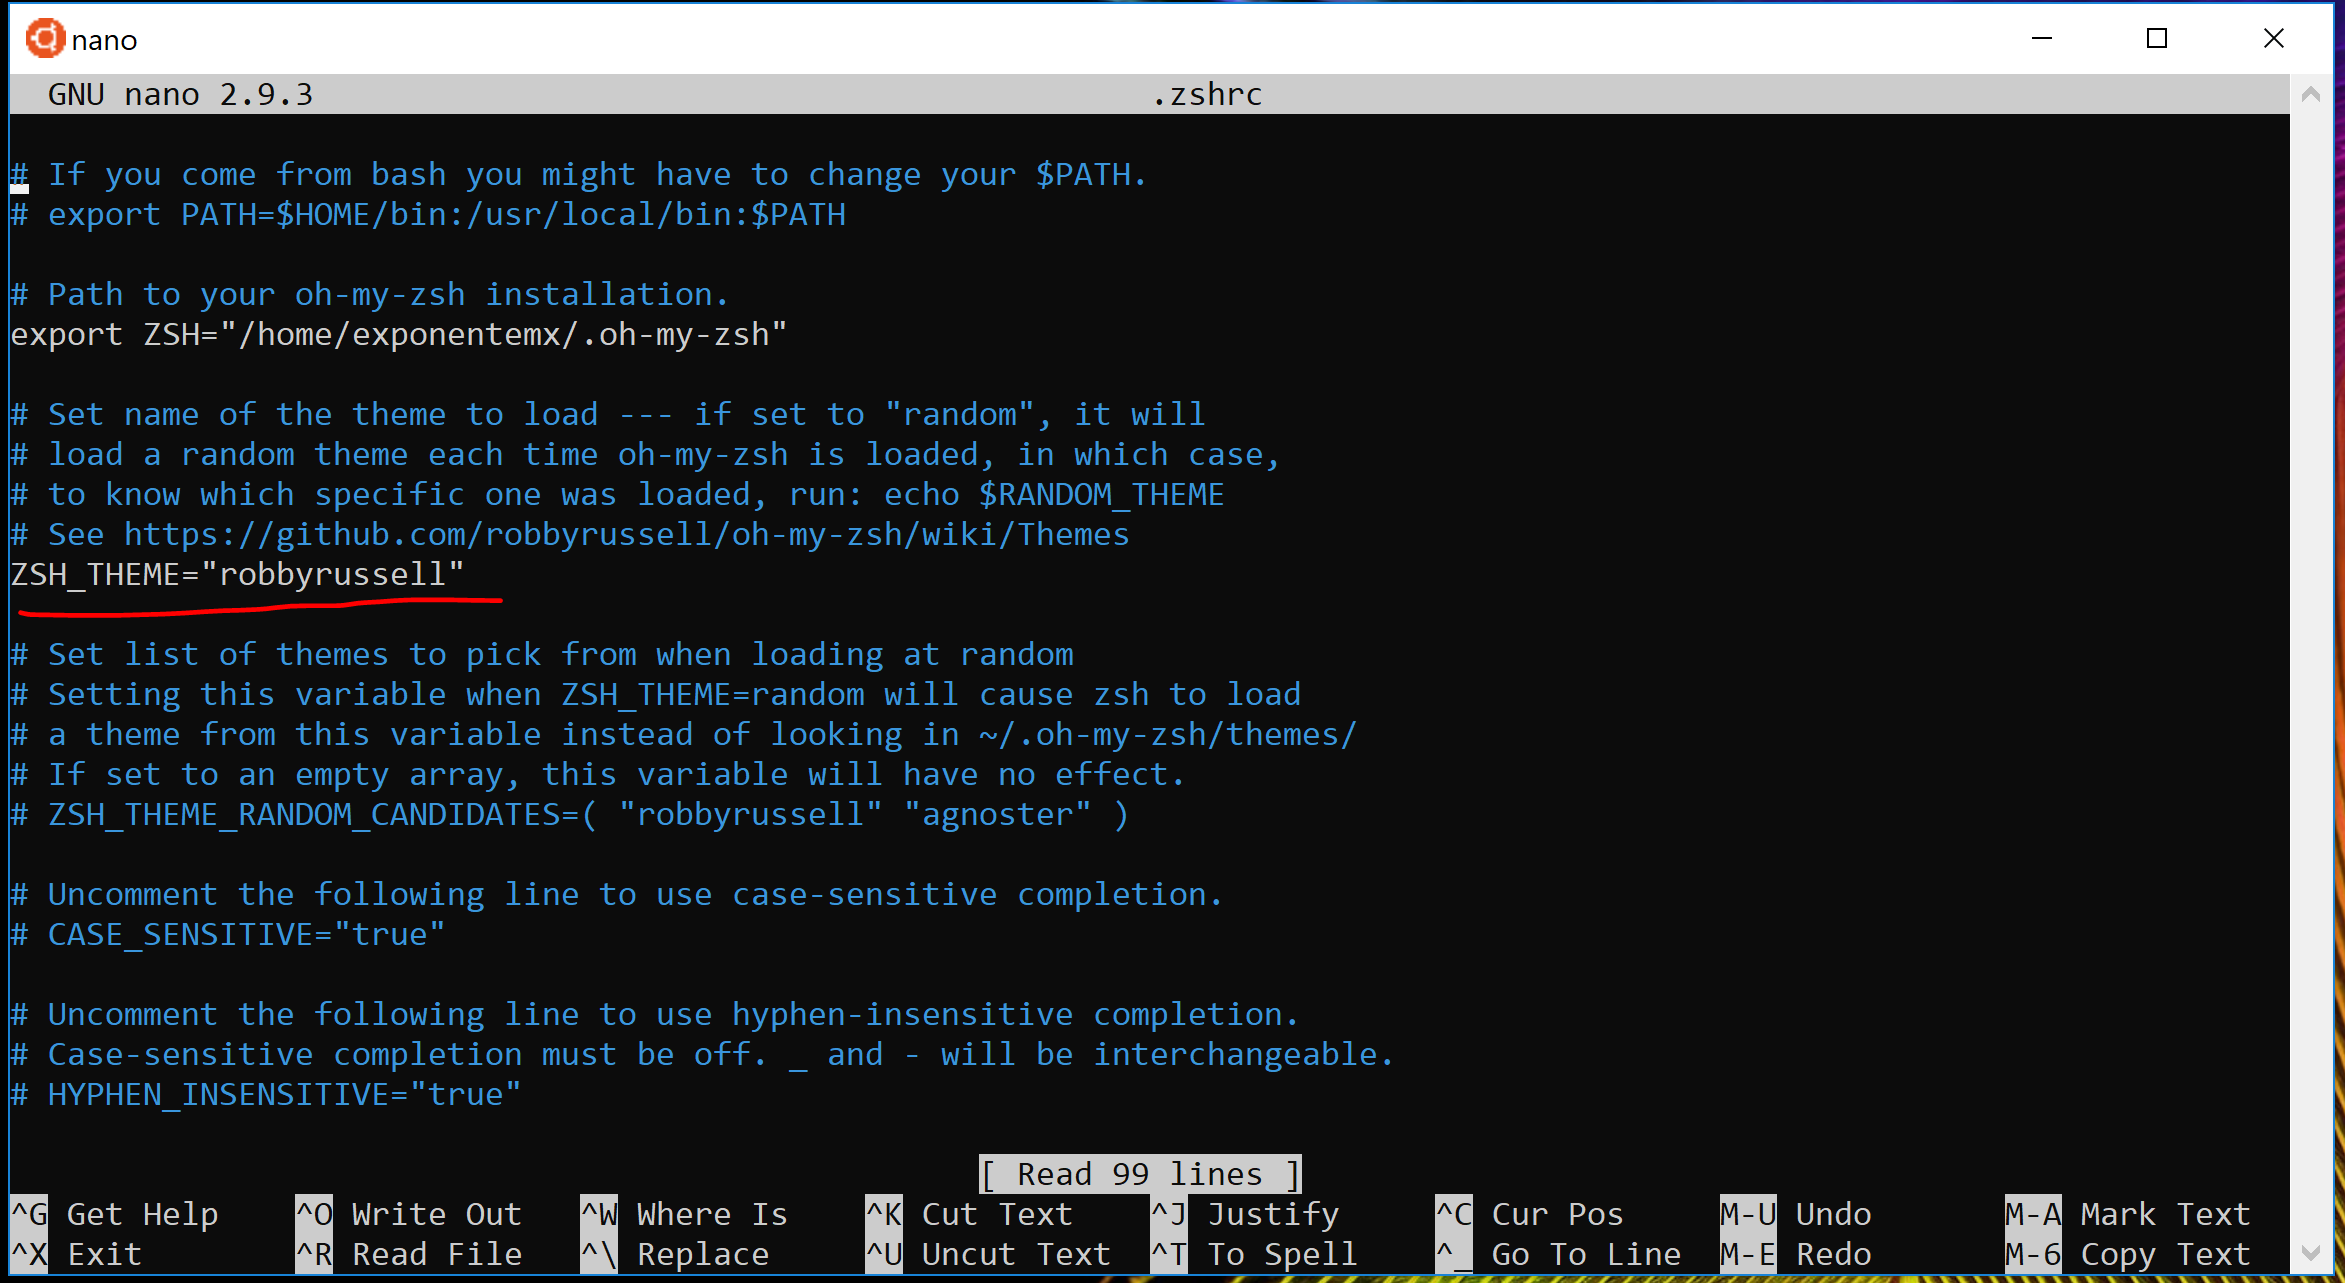 nano
GNU nano 2.9.3 .zshrc
# If you come from bash you might have to change your $PATH.
# export PATH=$HOME/bin:/usr/local/bin:$PATH
# Path to your oh-my-zsh installation.
export ZSH="/home/exponentemx/.oh-my-zsh"
# Set name of the theme to load --- if set to "random", it will
# load a random theme each time oh-my-zsh is loaded, in which case,
# to know which specific one was loaded, run: echo $RANDOM_THEME
# See https://github.com/robbyrussell/oh-my-zsh/wiki/Themes
ZSH_THEME="robbyrussell"
# Set list of themes to pick from when loading at random
# Setting this variable when ZSH_THEME=random will cause zsh to load
# a theme from this variable instead of looking in ~/.oh-my-zsh/themes/
# If set to an empty array, this variable will have no effect.
# ZSH_THEME_RANDOM_CANDIDATES=( "robbyrussell" "agnoster" )
# Uncomment the following line to use case-sensitive completion.
# CASE_SENSITIVE="true"
# Uncomment the following line to use hyphen-insensitive completion.
# Case-sensitive completion must be off. _ and - will be interchangeable.
# HYPHEN_INSENSITIVE="true"
[ Read 99 lines ]
^G Get Help ^O Write Out ^W Where Is ^K Cut Text ^J Justify ^C Cur Pos M-U Undo M-A Mark Text
^X Exit ^R Read File ^\ Replace ^U Uncut Text ^T To Spell ^_ Go To Line M-E Redo M-6 Copy Text